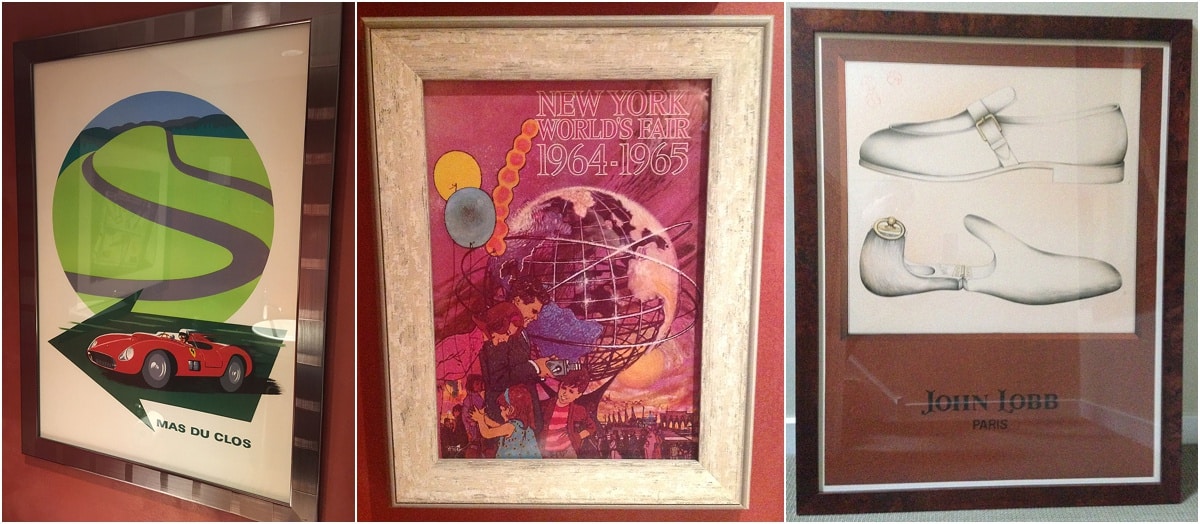 MAS DU CLOS
NEW YORK
WORLD'S FAIR
1964-1965
JOHN LOBB
PARIS